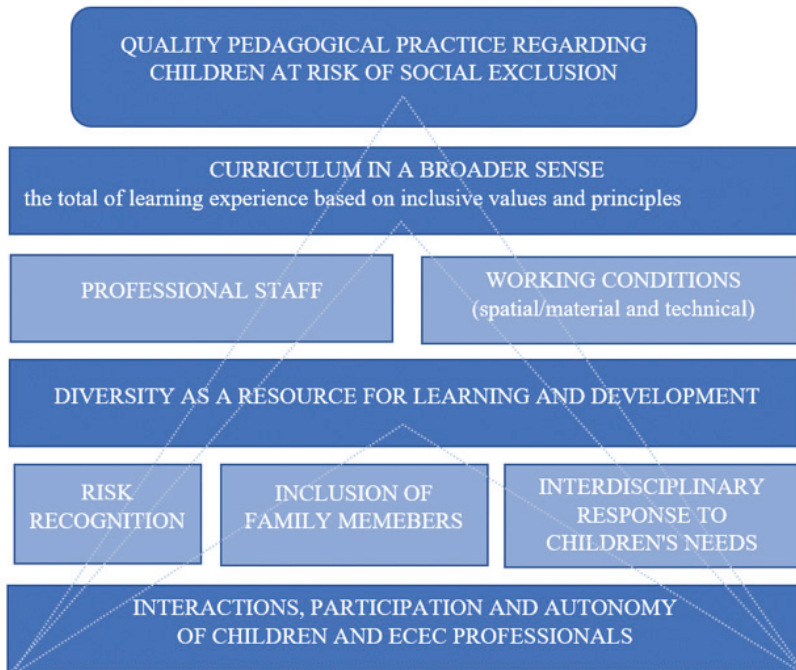 QUALITY PEDAGOGICAL PRACTICE REGARDING
CHILDREN AT RISK OF SOCIAL EXCLUSION
CURRICULUM IN A BROADER SENSE
the total of learning experience based on inclusive values and principles
PROFESSIONAL STAFF
WORKING CONDITIONS
(spatial/material and technical)
DIVERSITY AS A RESOURCE FOR LEARNING AND DEVELOPMENT
RISK
RECOGNITION
INCLUSION OF
FAMILY MEMEBERS
INTERDISCIPLINARY
RESPONSE TO
CHILDREN'S NEEDS
INTERACTIONS, PARTICIPATION AND AUTONOMY
OF CHILDREN AND ECEC PROFESSIONALS